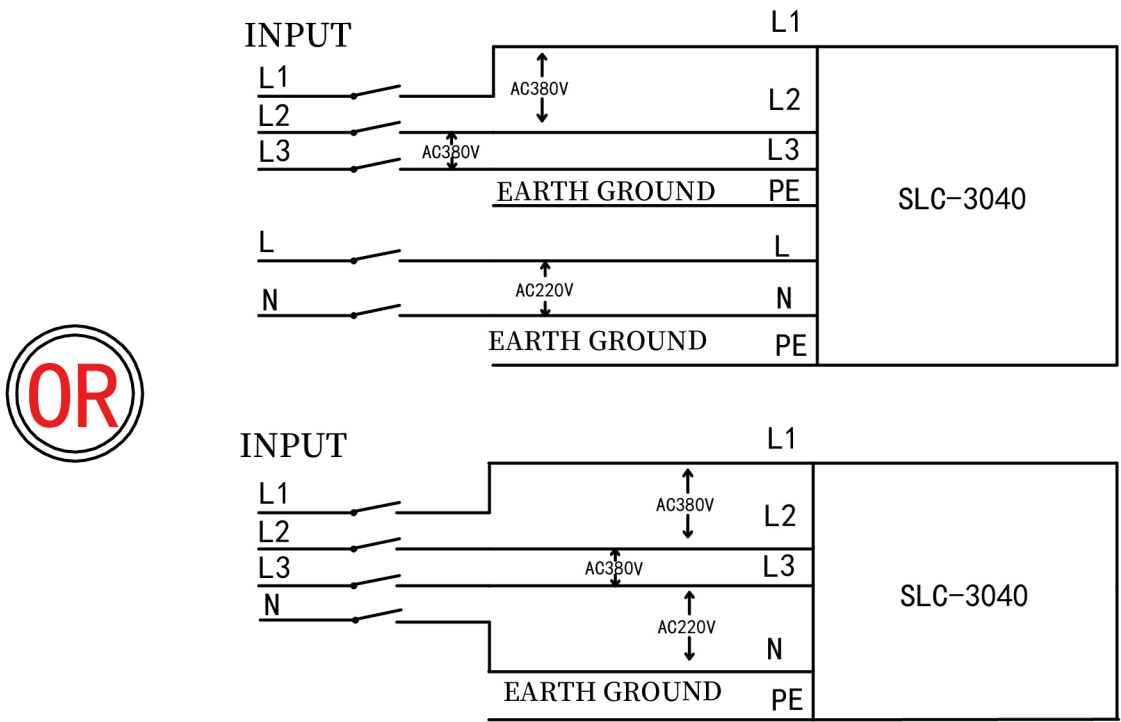 INPUT
L1
L1
AC380V
L2
L2
L3
AC380V
L3
EARTH GROUND
PE
SLC-3040
L
L
AC220V
N
N
EARTH GROUND
PE
OR
INPUT
L1
L1
AC380V
L2
L2
L3
AC380V
L3
N
AC220V
N
SLC-3040
EARTH GROUND
PE